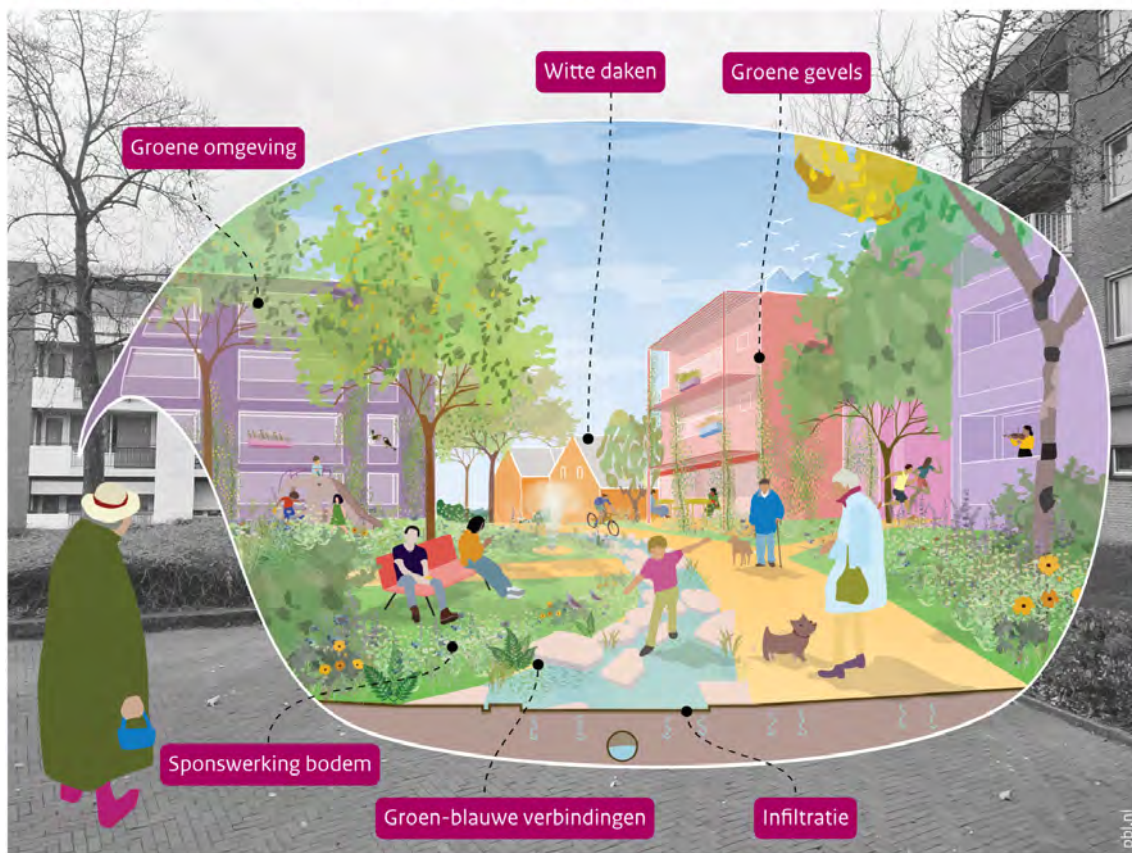 Witte daken
Groene gevels
Groene omgeving
Sponswerking bodem
Groen-blauwe verbindingen
Infiltratie
pbl.nl